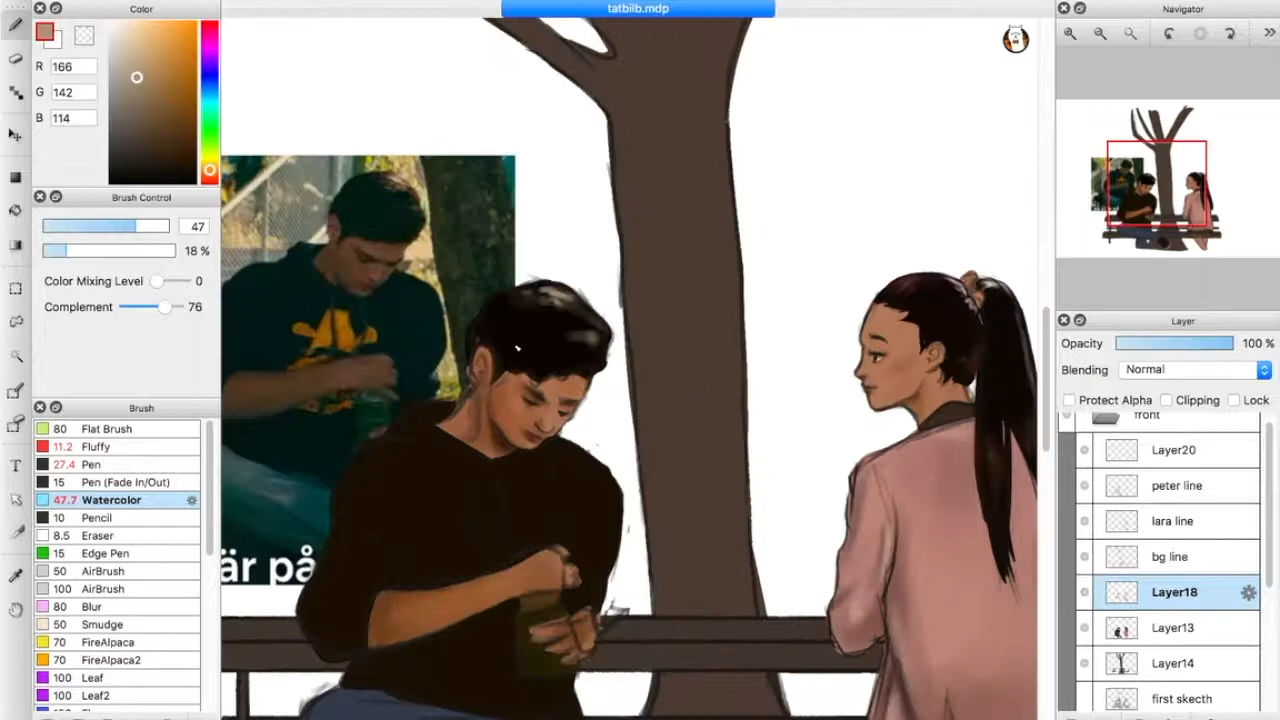 Color
tatbilb.mdp
Navigator
R 166
G 142
B 114
Brush Control
47
18 %
Color Mixing Level 0
Complement 76
Brush
80 Flat Brush
11.2 Fluffy
27.4 Pen
15 Pen (Fade In/Out)
47.7 Watercolor
10 Pencil
8.5 Eraser
15 Edge Pen
50 AirBrush
100 AirBrush
80 Blur
50 Smudge
70 FireAlpaca
70 FireAlpaca2
100 Leaf
100 Leaf2
är på
Layer
Opacity 100 %
Blending Normal
Protect Alpha Clipping Lock
front
Layer20
peter line
lara line
bg line
Layer18
Layer13
Layer14
first skecth